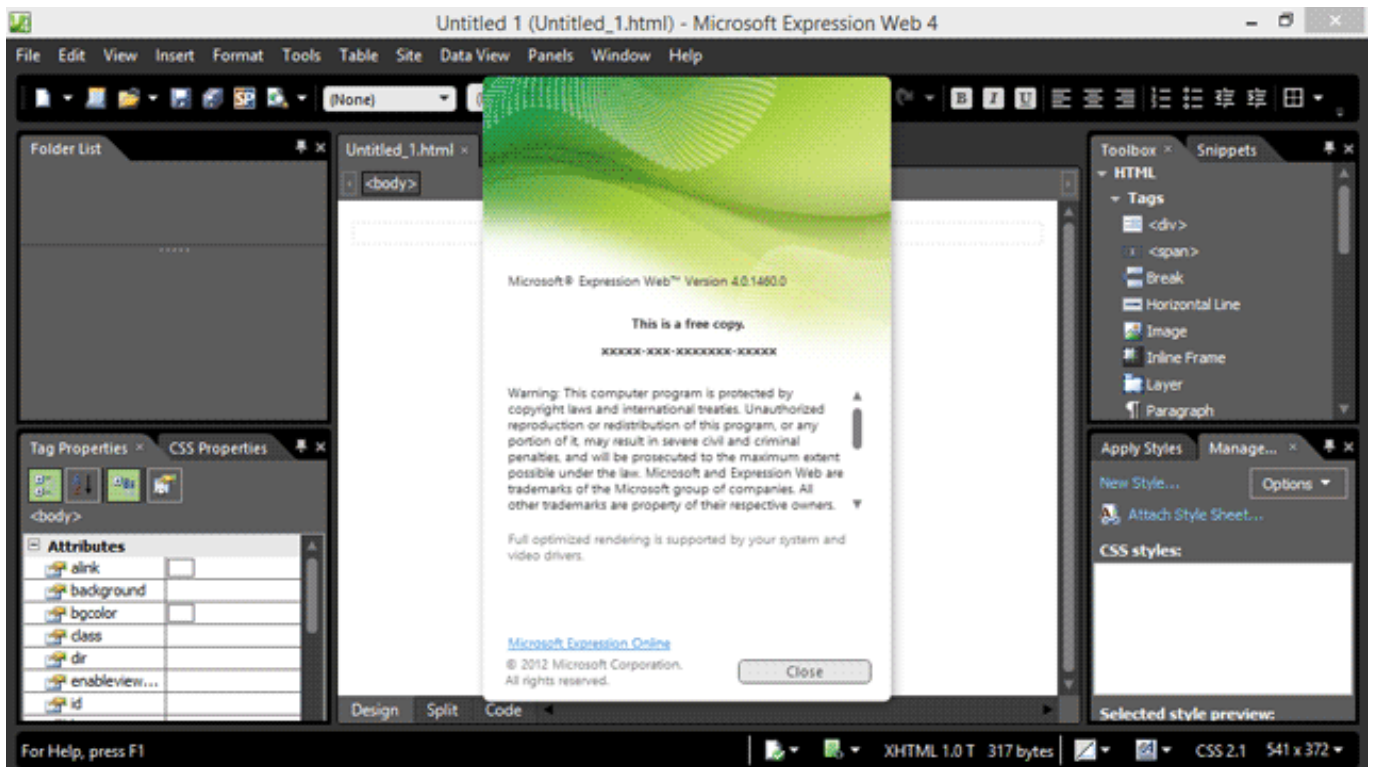 Untitled 1 (Untitled_1.html) - Microsoft Expression Web 4
File Edit View Insert Format Tools Table Site Data View Panels Window Help
(None)
B I U
Folder List
Untitled_1.html
<body>
Toolbox Snippets
HTML
Tags
<div>
<span>
Break
Horizontal Line
Image
Inline Frame
Layer
Paragraph
Microsoft® Expression Web™ Version 4.0.1460.0
This is a free copy.
xxxxx-xxx-xxxxxxx-xxxxx
Warning: This computer program is protected by
copyright laws and international treaties. Unauthorized
reproduction or redistribution of this program, or any
portion of it, may result in severe civil and criminal
penalties, and will be prosecuted to the maximum extent
possible under the law. Microsoft and Expression Web are
trademarks of the Microsoft group of companies. All
other trademarks are property of their respective owners.
Full optimized rendering is supported by your system and
video drivers.
Microsoft Expression Online
© 2012 Microsoft Corporation.
All rights reserved.
Close
Tag Properties CSS Properties
<body>
Attributes
alink
background
bgcolor
class
dir
enableview...
id
Apply Styles Manage...
New Style... Options
Attach Style Sheet...
CSS styles:
Selected style preview:
Design Split Code
For Help, press F1
XHTML 1.0 T 317 bytes CSS 2.1 541 x 372